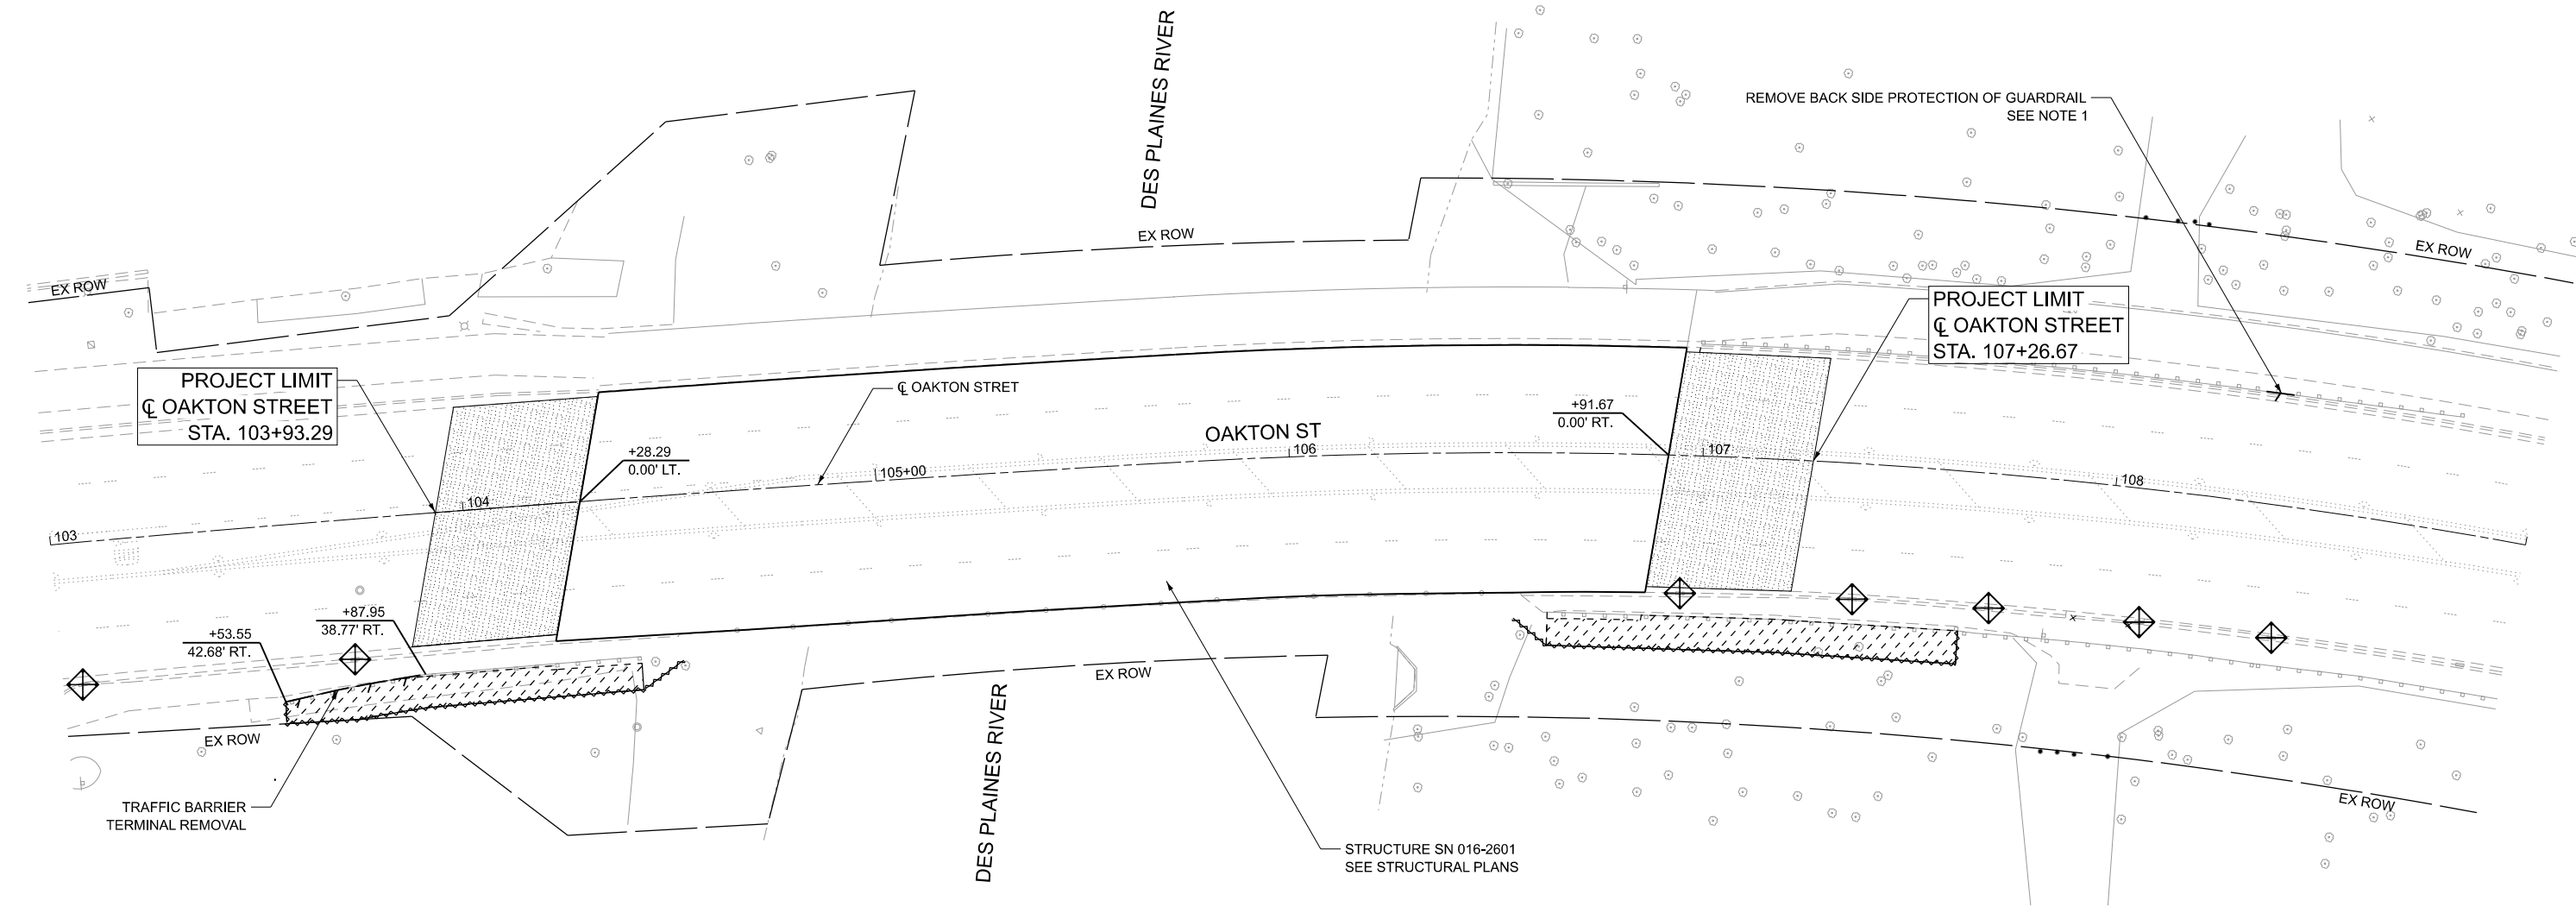 DES PLAINES RIVER
REMOVE BACK SIDE PROTECTION OF GUARDRAIL
SEE NOTE 1
EX ROW
EX ROW
EX ROW
PROJECT LIMIT
℄ OAKTON STREET
STA. 107+26.67
PROJECT LIMIT
℄ OAKTON STREET
STA. 103+93.29
℄ OAKTON STRET
+91.67
0.00' RT.
OAKTON ST
+28.29
0.00' LT.
103
104
105+00
106
107
108
+87.95
38.77' RT.
+53.55
42.68' RT.
EX ROW
EX ROW
EX ROW
TRAFFIC BARRIER
TERMINAL REMOVAL
DES PLAINES RIVER
STRUCTURE SN 016-2601
SEE STRUCTURAL PLANS